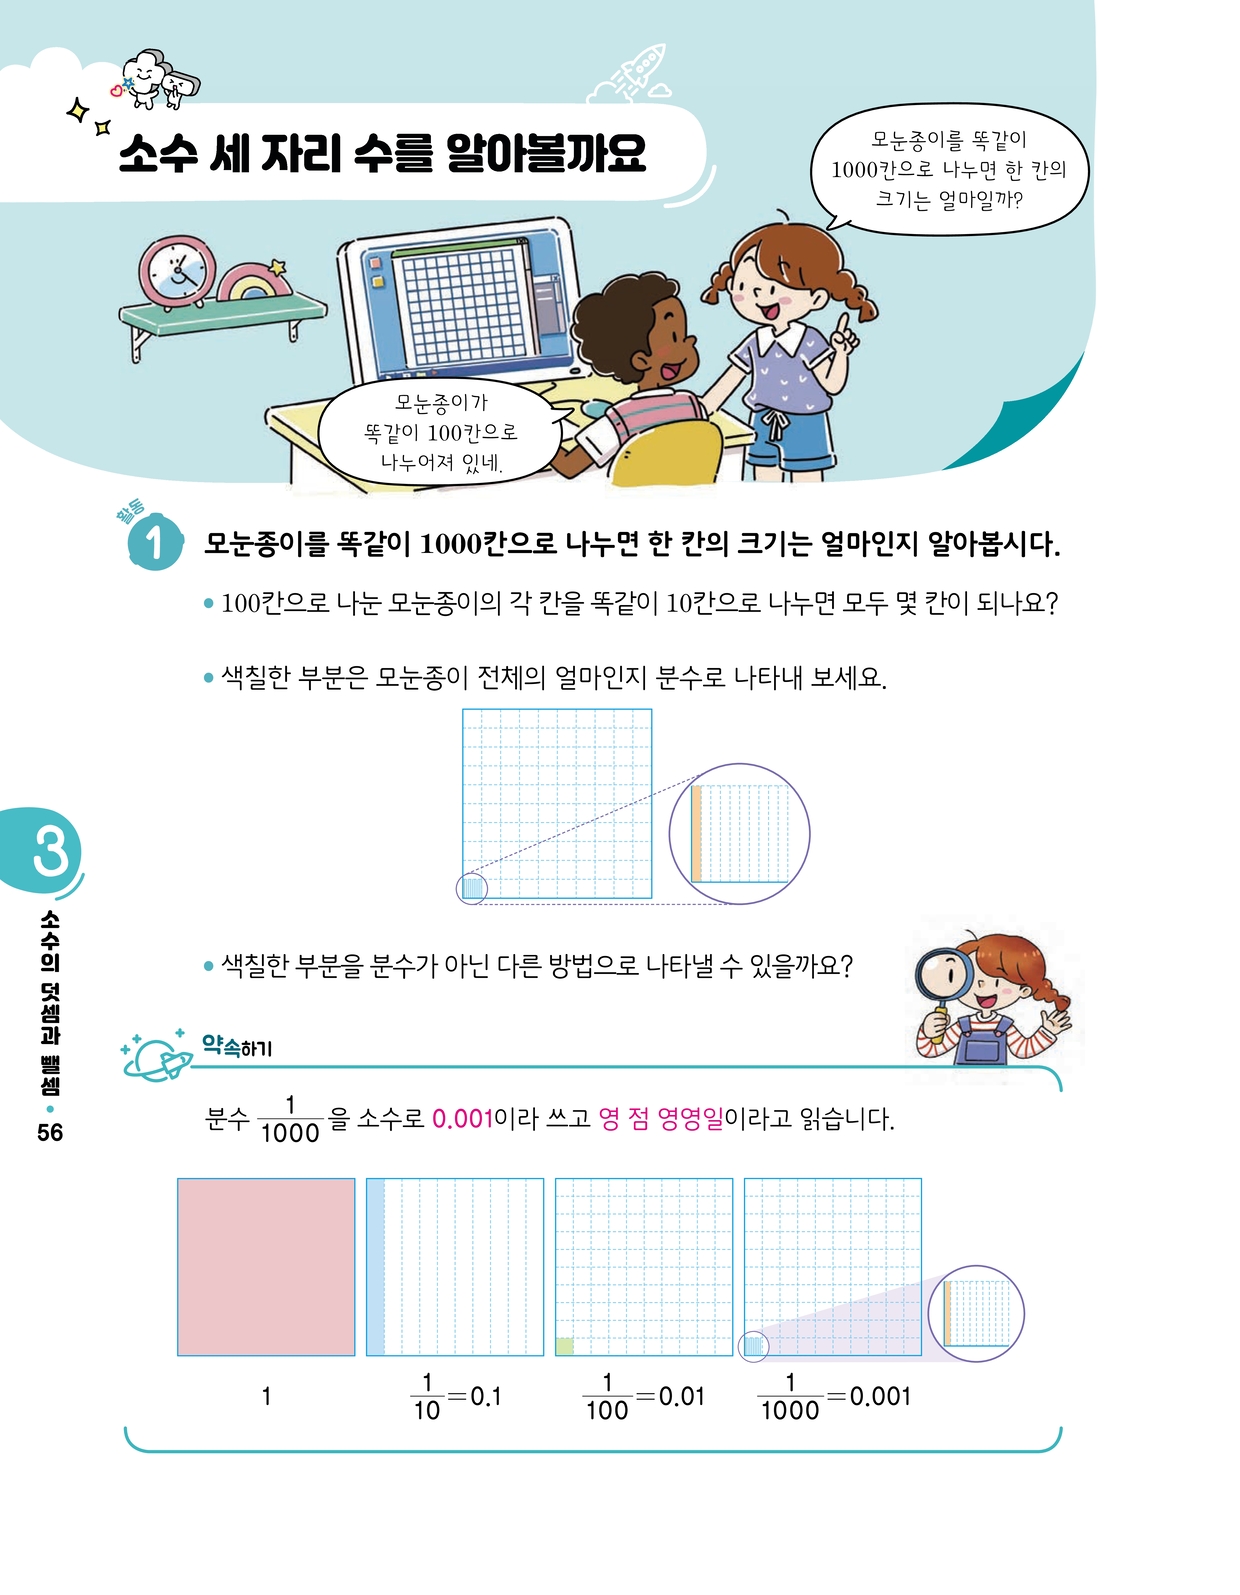 소수 세 자리 수를 알아볼까요
모눈종이를 똑같이
1000칸으로 나누면 한 칸의
크기는 얼마일까?
모눈종이가
똑같이 100칸으로
나누어져 있네.
활동
1 모눈종이를 똑같이 1000칸으로 나누면 한 칸의 크기는 얼마인지 알아봅시다.
• 100칸으로 나눈 모눈종이의 각 칸을 똑같이 10칸으로 나누면 모두 몇 칸이 되나요?
• 색칠한 부분은 모눈종이 전체의 얼마인지 분수로 나타내 보세요.
• 색칠한 부분을 분수가 아닌 다른 방법으로 나타낼 수 있을까요?
약속하기
분수 1/1000을 소수로 0.001이라 쓰고 영 점 영영일이라고 읽습니다.
1
1/10=0.1
1/100=0.01
1/1000=0.001
3
소수의 덧셈과 뺄셈
•
56